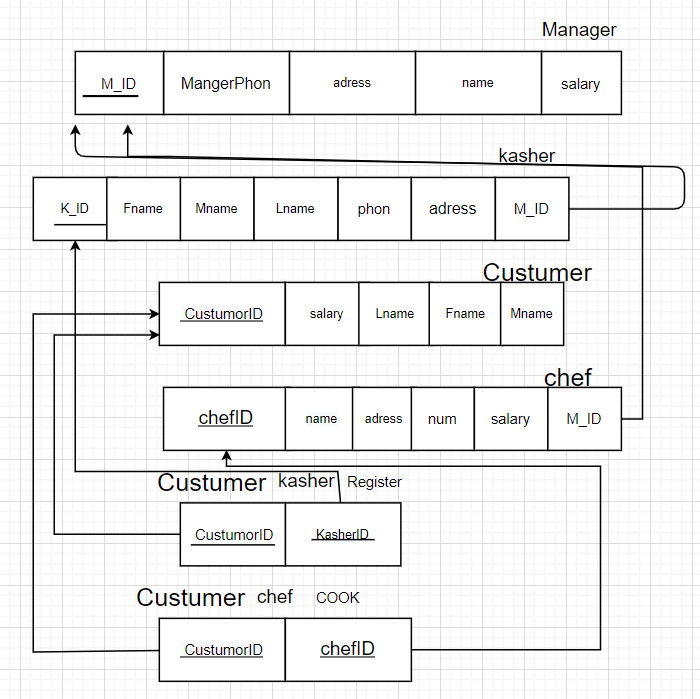 Manager
M_ID MangerPhon adress name salary
kasher
K_ID Fname Mname Lname phon adress M_ID
Custumer
CustumorID salary Lname Fname Mname
chef
chefID name adress num salary M_ID
Custumer kasher Register
CustumorID KasherID
Custumer chef COOK
CustumorID chefID